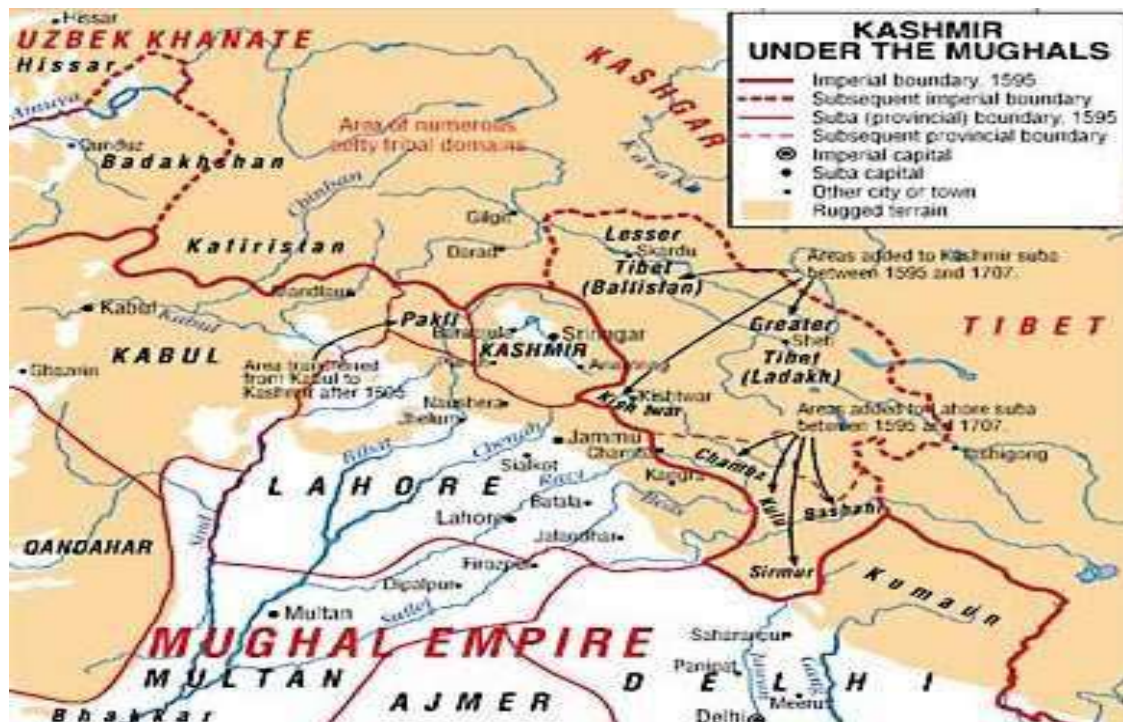 KASHMIR
UNDER THE MUGHALS
Imperial boundary. 1595
Subsequent imperial boundary
Suba (provincial) boundary. 1595
Subsequent provincial boundary
Imperial capital
Suba capital
Other city or town
Rugged terrain
Hissar
UZBEK KHANATE
Hissar
KASHGAR
Area of numerous
petty tribal domains
Badakhshan
Gilgit
Lesser
Skardu
Tibet
(Baltistan)
Areas added to Kashmir suba
between 1595 and 1707.
Katiristan
Kabul
Kabul
Pakli
Srinagar
KASHMIR
Greater
TIBET
Tibet
(Ladakh)
KABUL
Area transferred
from Kabul to
Kashmir after 1595
Kishtwar
Kishtwar
Naushera
Jhelum
Areas added to Lahore suba
between 1595 and 1707.
Jammu
Chenab
Sialkot
Chamba
Kangra
Ravi
Beas
LAHORE
Batala
Kulu
Bashahr
Lahore
Jalandhar
QANDAHAR
Firozpur
Dipalpur
Sirmur
Kumaun
Multan
Sutlej
MUGHAL EMPIRE
Saharanpur
Panipat
MULTAN
DELHI
AJMER
Meerut
Bhakkar
Delhi